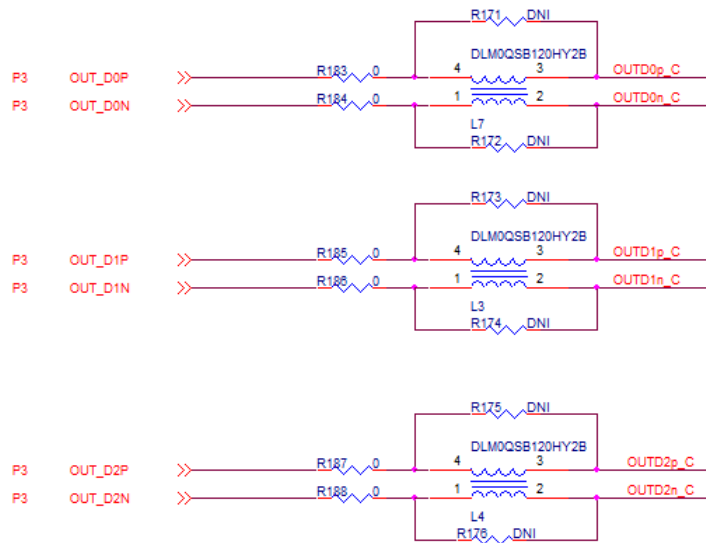 R171 DNI
DLM0QSB120HY2B
P3 OUT_D0P R183 0 4 3 OUTD0p_C
P3 OUT_D0N R184 0 1 2 OUTD0n_C
L7
R172 DNI
R173 DNI
DLM0QSB120HY2B
P3 OUT_D1P R185 0 4 3 OUTD1p_C
P3 OUT_D1N R186 0 1 2 OUTD1n_C
L3
R174 DNI
R175 DNI
DLM0QSB120HY2B
P3 OUT_D2P R187 0 4 3 OUTD2p_C
P3 OUT_D2N R188 0 1 2 OUTD2n_C
L4
R176 DNI